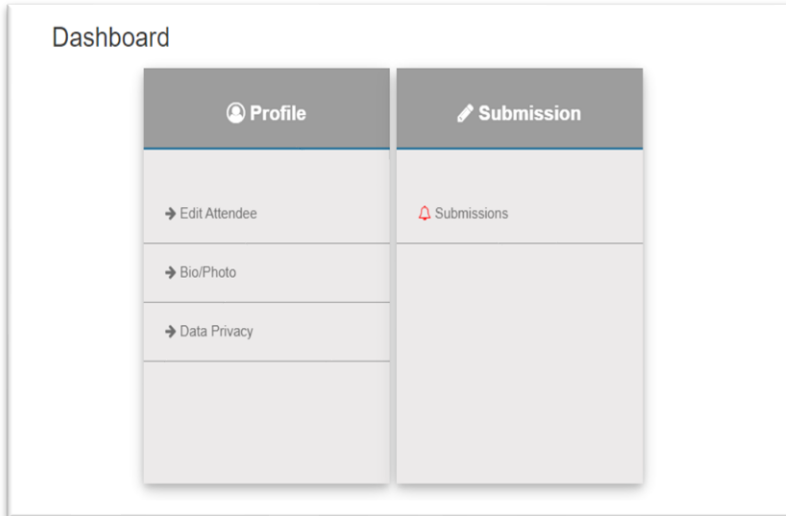 Dashboard
Profile
Edit Attendee
Bio/Photo
Data Privacy
Submission
Submissions